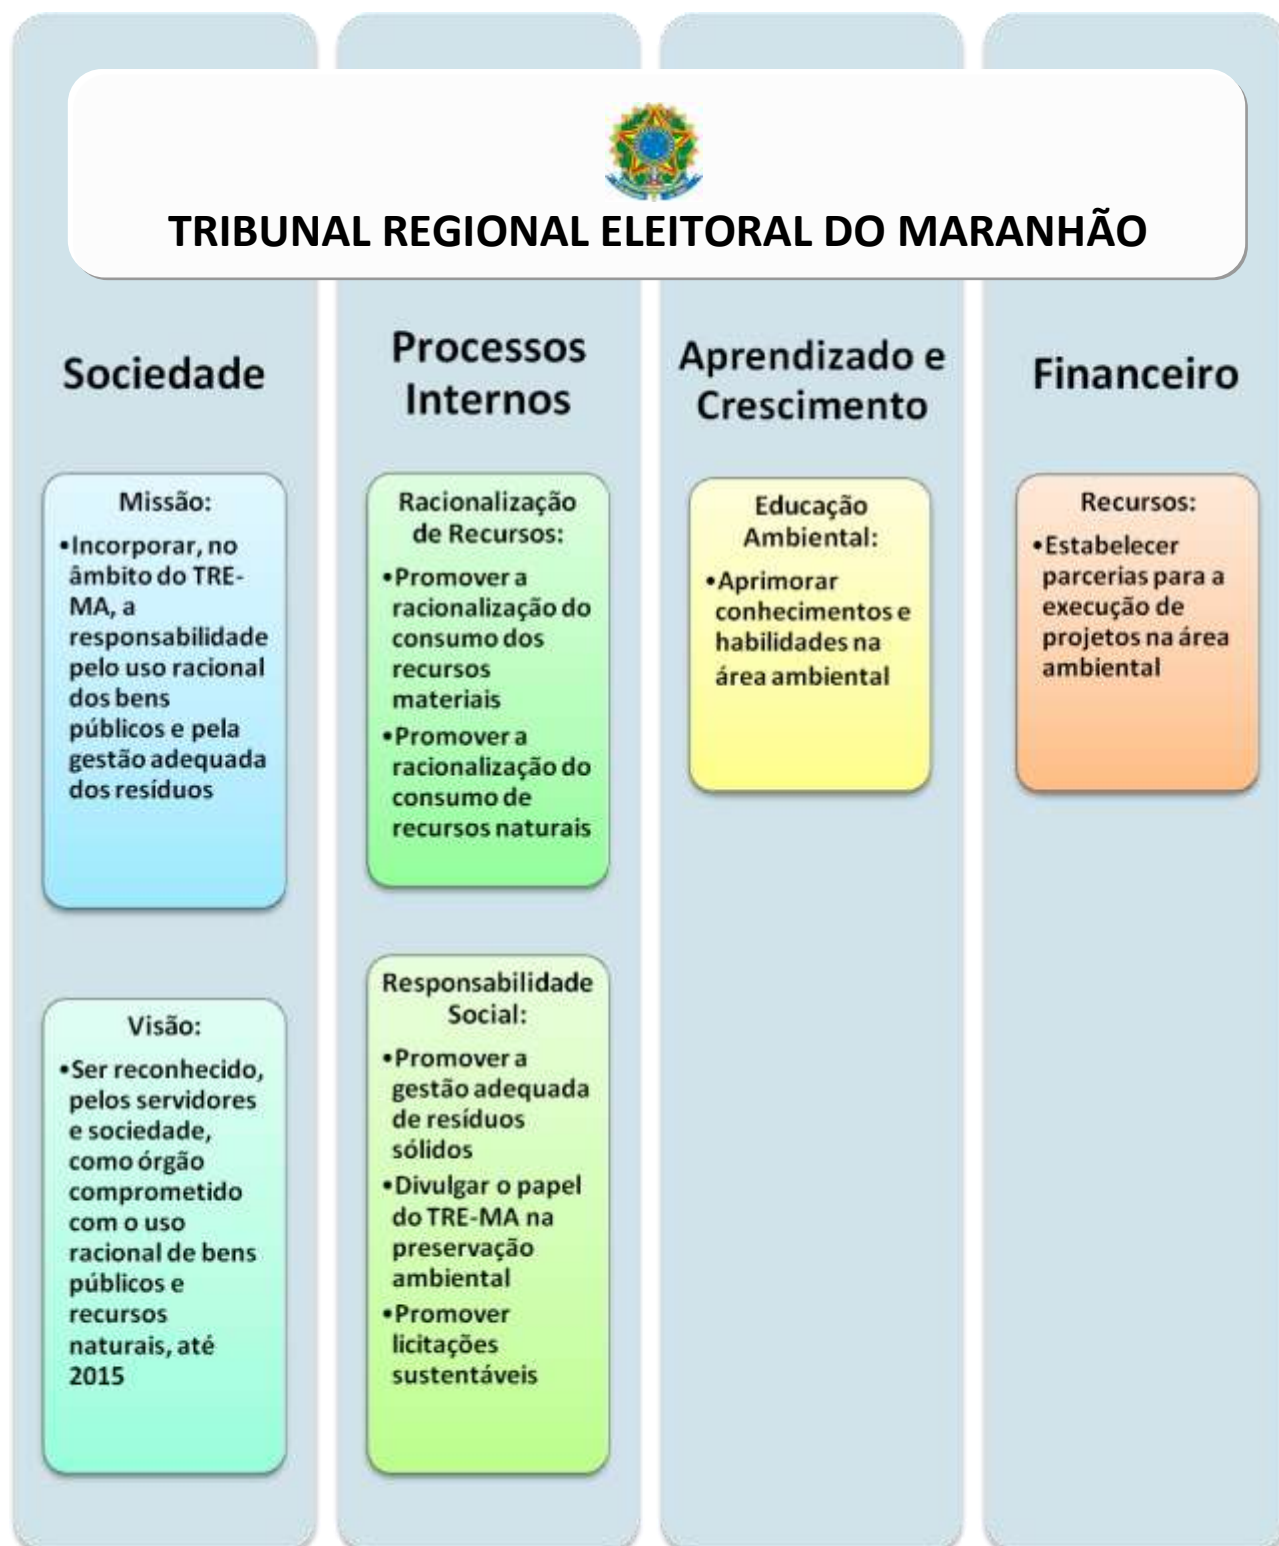 TRIBUNAL REGIONAL ELEITORAL DO MARANHÃO
Sociedade
Missão:
•Incorporar, no
âmbito do TRE-
MA, a
responsabilidade
pelo uso racional
dos bens
públicos e pela
gestão adequada
dos resíduos
Visão:
•Ser reconhecido,
pelos servidores
e sociedade,
como órgão
comprometido
com o uso
racional de bens
públicos e
recursos
naturais, até
2015
Processos
Internos
Racionalização
de Recursos:
•Promover a
racionalização do
consumo dos
recursos
materiais
•Promover a
racionalização do
consumo de
recursos naturais
Responsabilidade
Social:
•Promover a
gestão adequada
de resíduos
sólidos
•Divulgar o papel
do TRE-MA na
preservação
ambiental
•Promover
licitações
sustentáveis
Aprendizado e
Crescimento
Educação
Ambiental:
•Aprimorar
conhecimentos e
habilidades na
área ambiental
Financeiro
Recursos:
•Estabelecer
parcerias para a
execução de
projetos na área
ambiental